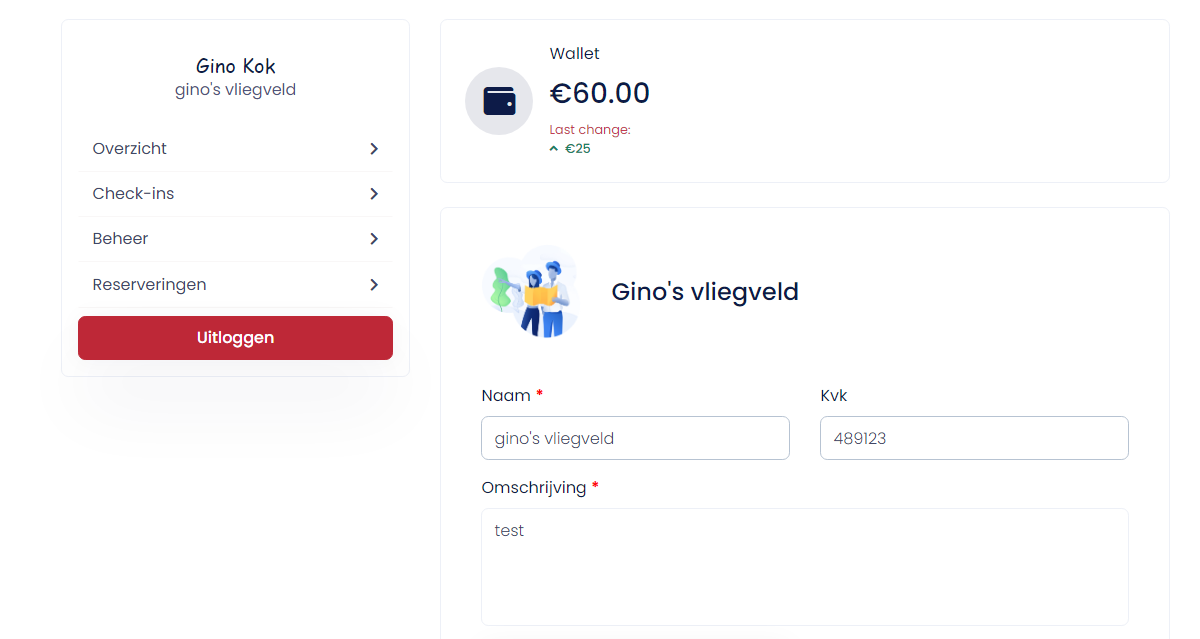 Gino Kok
gino's vliegveld
Overzicht
Check-ins
Beheer
Reserveringen
Uitloggen
Wallet
€60.00
Last change:
€25
Gino's vliegveld
Naam *
gino's vliegveld
Kvk
489123
Omschrijving *
test